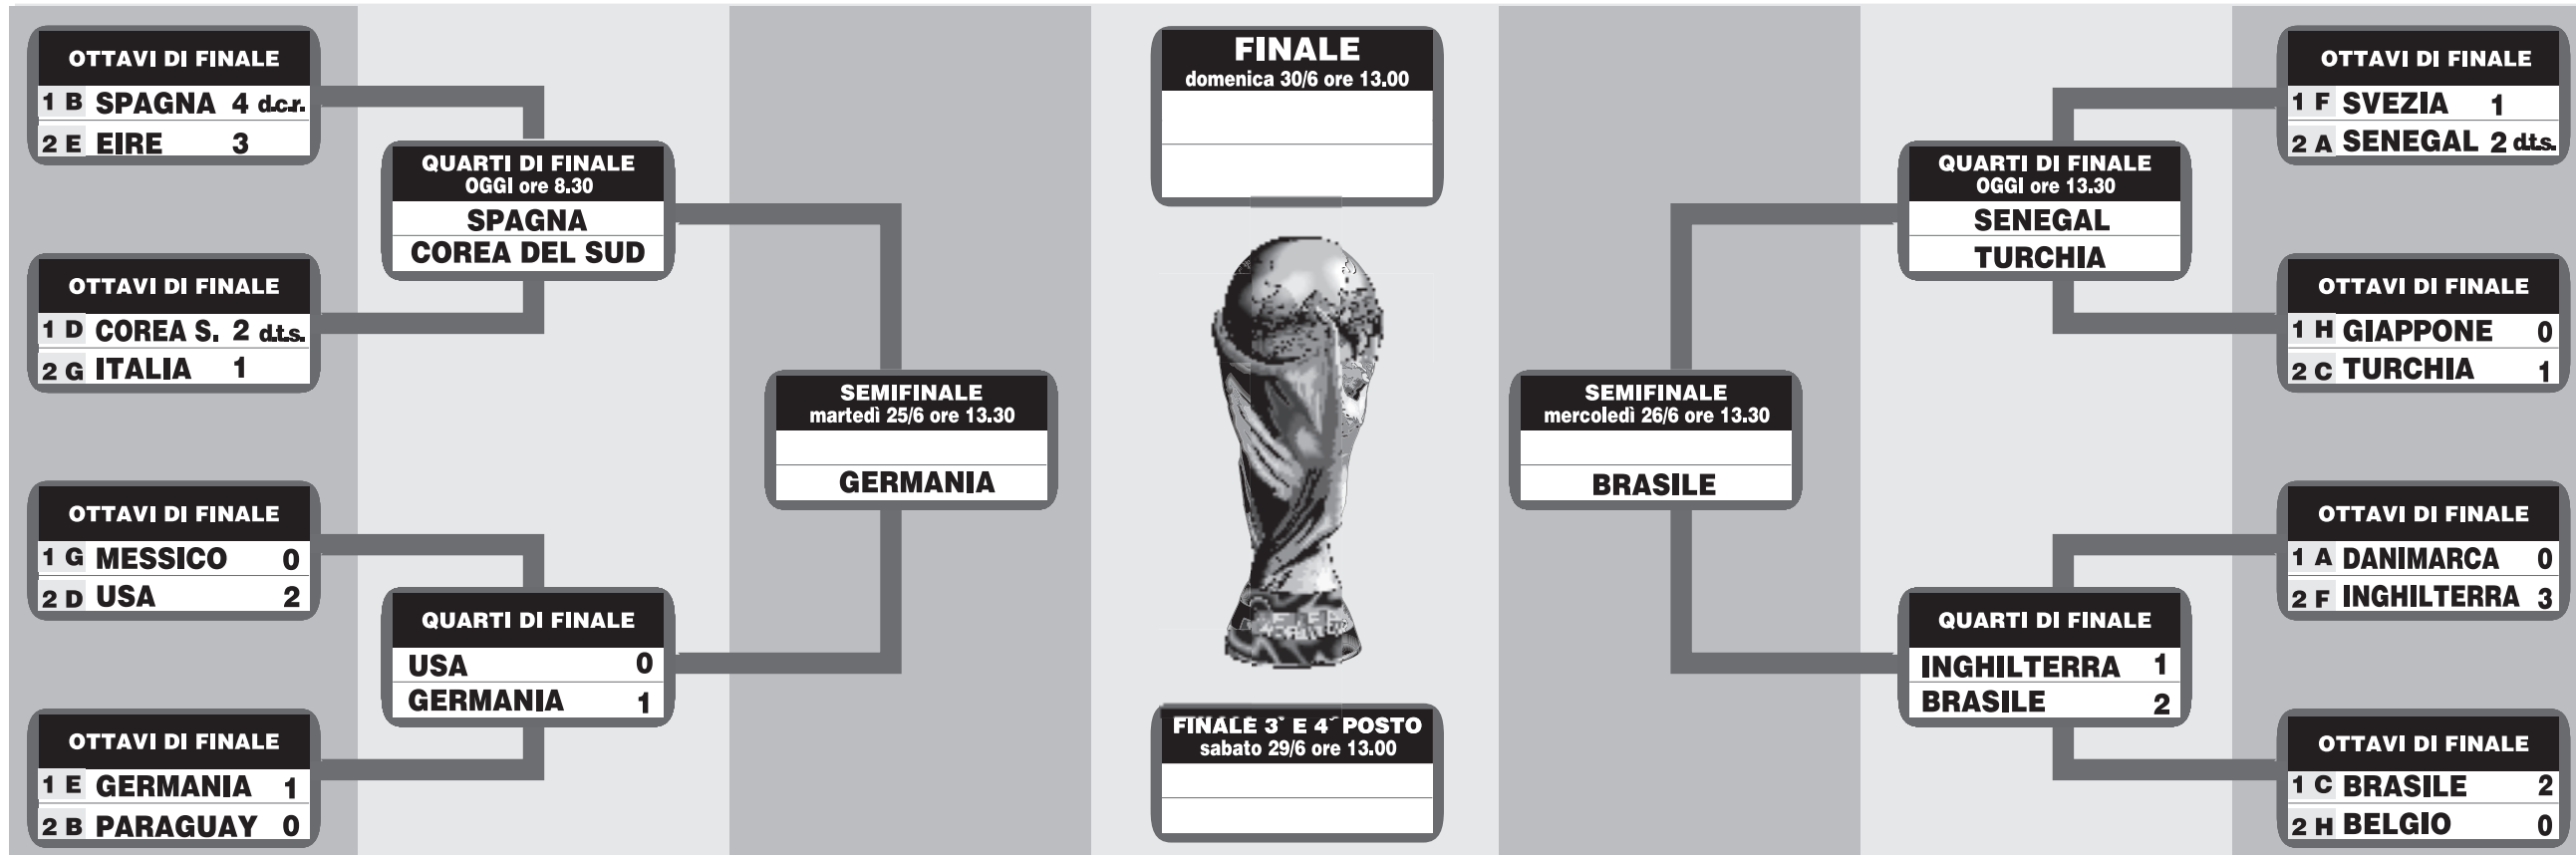 OTTAVI DI FINALE
1 B SPAGNA 4 d.c.r.
2 E EIRE 3
OTTAVI DI FINALE
1 D COREA S. 2 d.t.s.
2 G ITALIA 1
OTTAVI DI FINALE
1 G MESSICO 0
2 D USA 2
OTTAVI DI FINALE
1 E GERMANIA 1
2 B PARAGUAY 0
QUARTI DI FINALE
OGGI ore 8.30
SPAGNA
COREA DEL SUD
QUARTI DI FINALE
USA 0
GERMANIA 1
SEMIFINALE
martedì 25/6 ore 13.30
GERMANIA
FINALE
domenica 30/6 ore 13.00
FINALE 3° E 4° POSTO
sabato 29/6 ore 13.00
SEMIFINALE
mercoledì 26/6 ore 13.30
BRASILE
QUARTI DI FINALE
OGGI ore 13.30
SENEGAL
TURCHIA
QUARTI DI FINALE
INGHILTERRA 1
BRASILE 2
OTTAVI DI FINALE
1 F SVEZIA 1
2 A SENEGAL 2 d.t.s.
OTTAVI DI FINALE
1 H GIAPPONE 0
2 C TURCHIA 1
OTTAVI DI FINALE
1 A DANIMARCA 0
2 F INGHILTERRA 3
OTTAVI DI FINALE
1 C BRASILE 2
2 H BELGIO 0